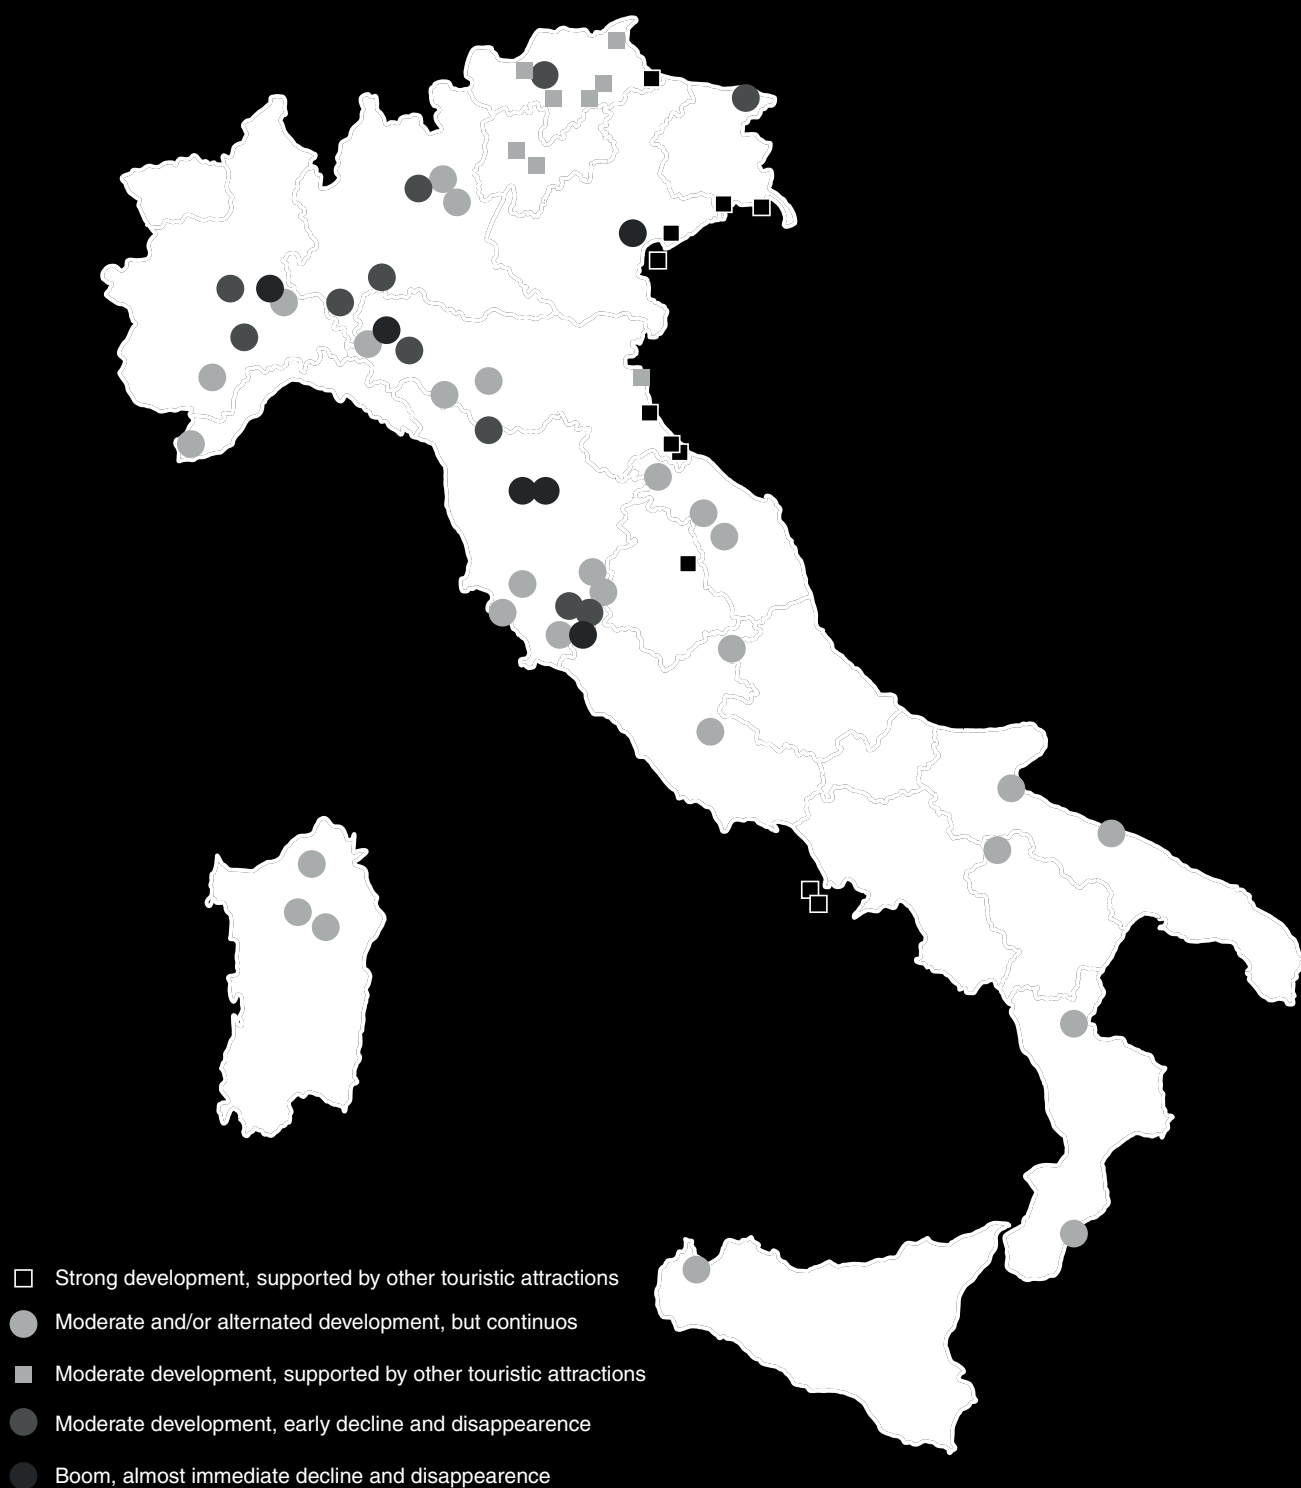 Strong development, supported by other touristic attractions
Moderate and/or alternated development, but continuos
Moderate development, supported by other touristic attractions
Moderate development, early decline and disappearence
Boom, almost immediate decline and disappearence